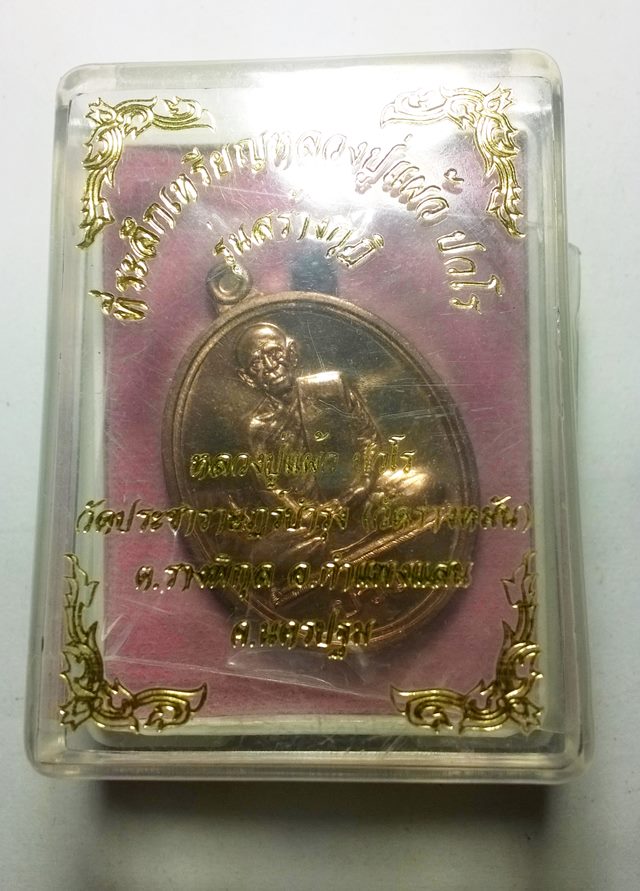 ที่ระลึกเหรียญหลวงปู่แผ้ว ปวโร
รุ่นสร้างกุฏิ
หลวงปู่แผ้ว ปวโร
วัดประชาราษฎร์บำรุง (วัดรางหมัน)
ต.รางพิกุล อ.กำแพงแสน
จ.นครปฐม